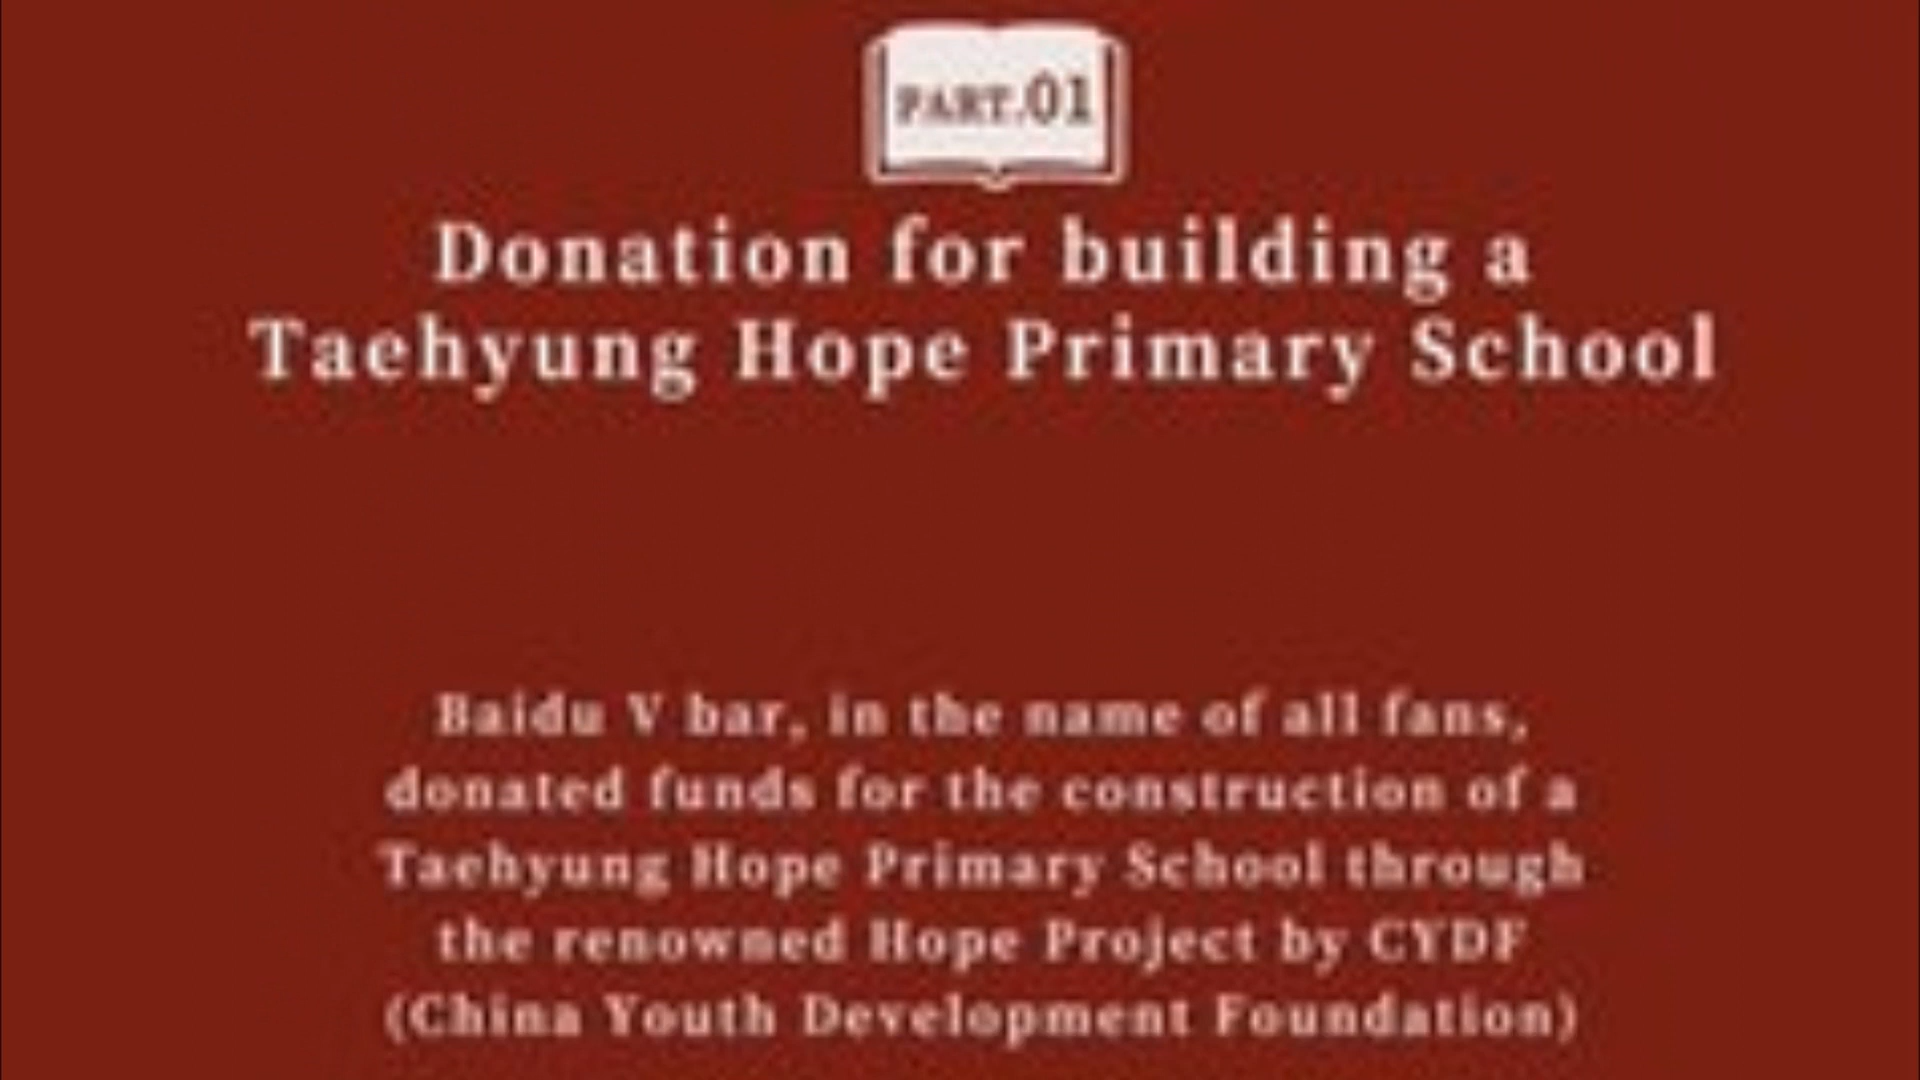 PART.01
Donation for building a
Taehyung Hope Primary School
Baidu V bar, in the name of all fans,
donated funds for the construction of a
Taehyung Hope Primary School through
the renowned Hope Project by CYDF
(China Youth Development Foundation)